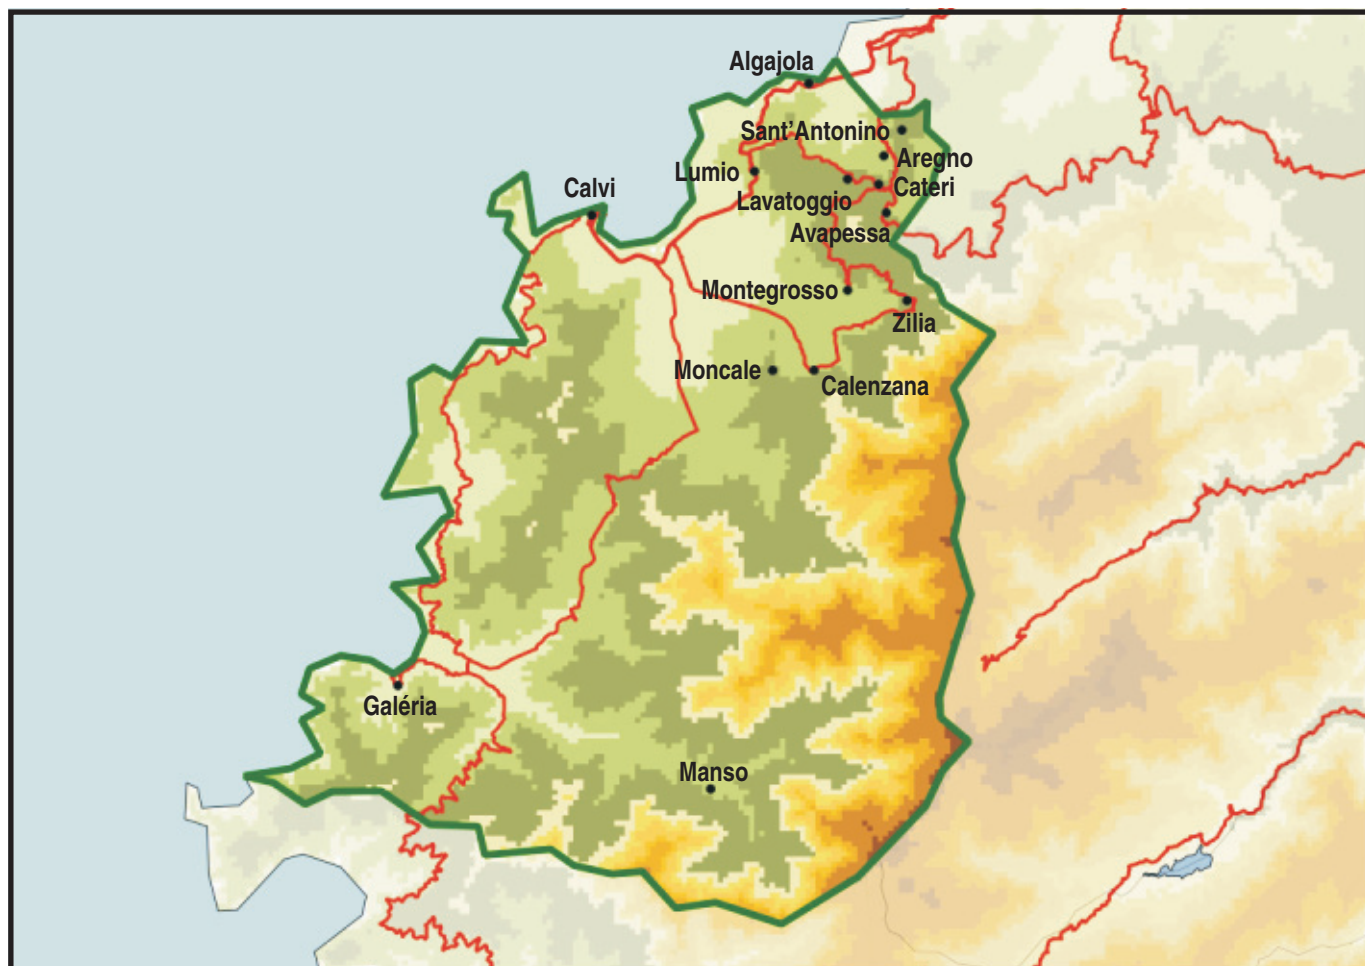 Algajola
Sant'Antonino
Aregno
Lumio
Calvi
Cateri
Lavatoggio
Avapessa
Montegrosso
Zilia
Moncale
Calenzana
Galéria
Manso